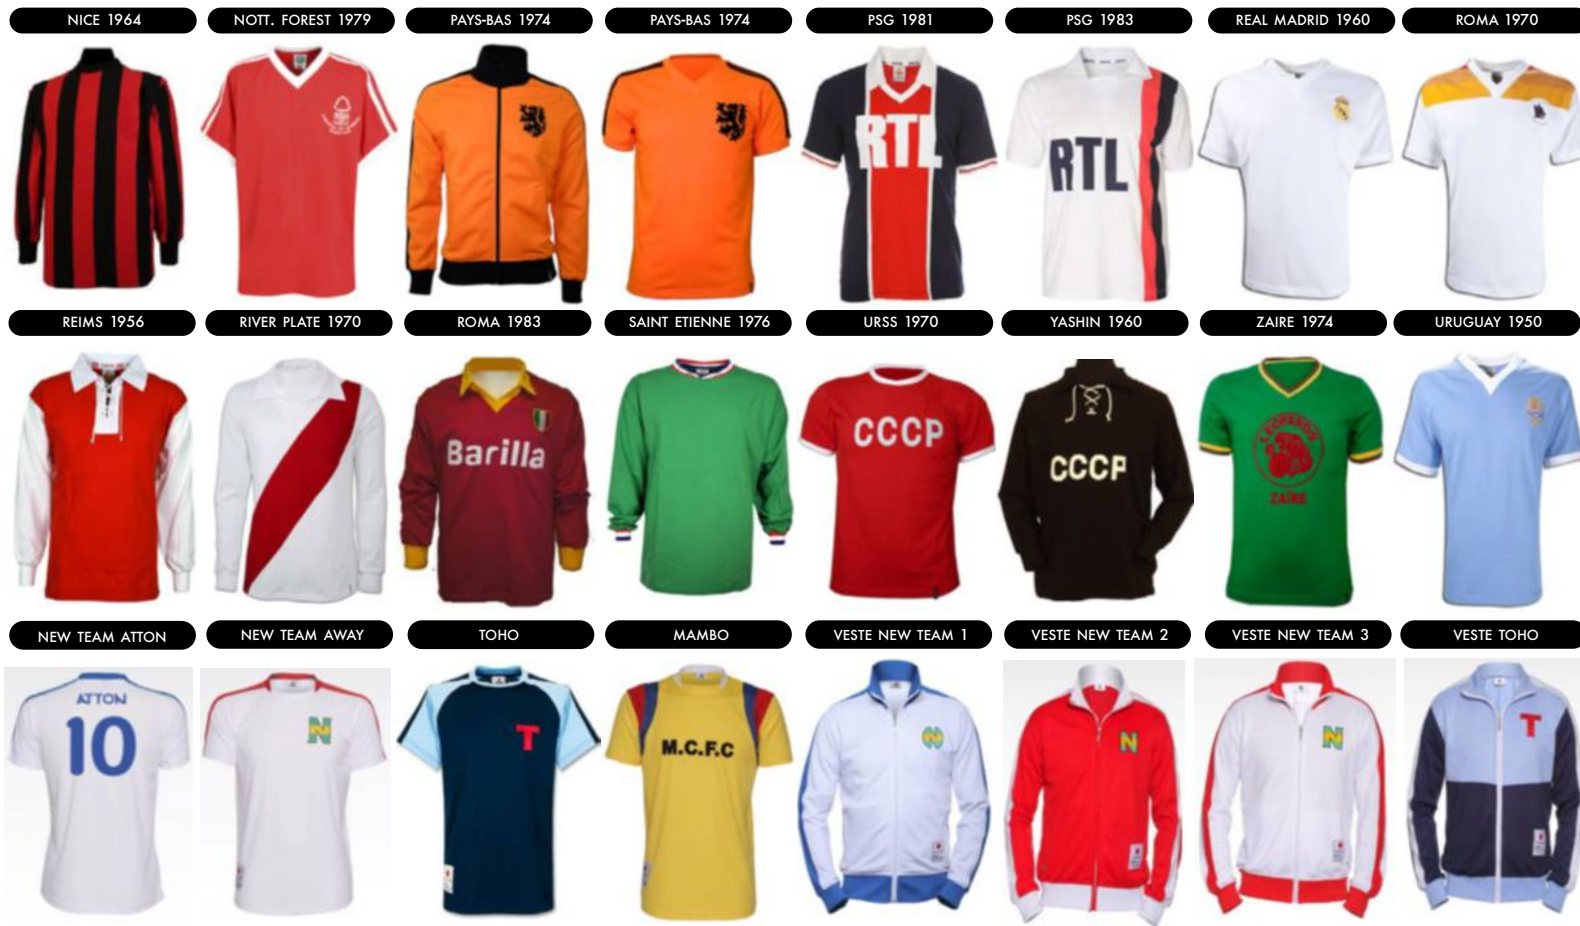 NICE 1964
NOTT. FOREST 1979
PAYS-BAS 1974
PAYS-BAS 1974
PSG 1981
PSG 1983
REAL MADRID 1960
ROMA 1970
RTL
RTL
REIMS 1956
RIVER PLATE 1970
ROMA 1983
SAINT ETIENNE 1976
URSS 1970
YASHIN 1960
ZAIRE 1974
URUGUAY 1950
Barilla
CCCP
CCCP
LEOPARDS
ZAIRE
NEW TEAM ATTON
NEW TEAM AWAY
TOHO
MAMBO
VESTE NEW TEAM 1
VESTE NEW TEAM 2
VESTE NEW TEAM 3
VESTE TOHO
ATTON
10
N
T
M.C.F.C
N
N
N
T